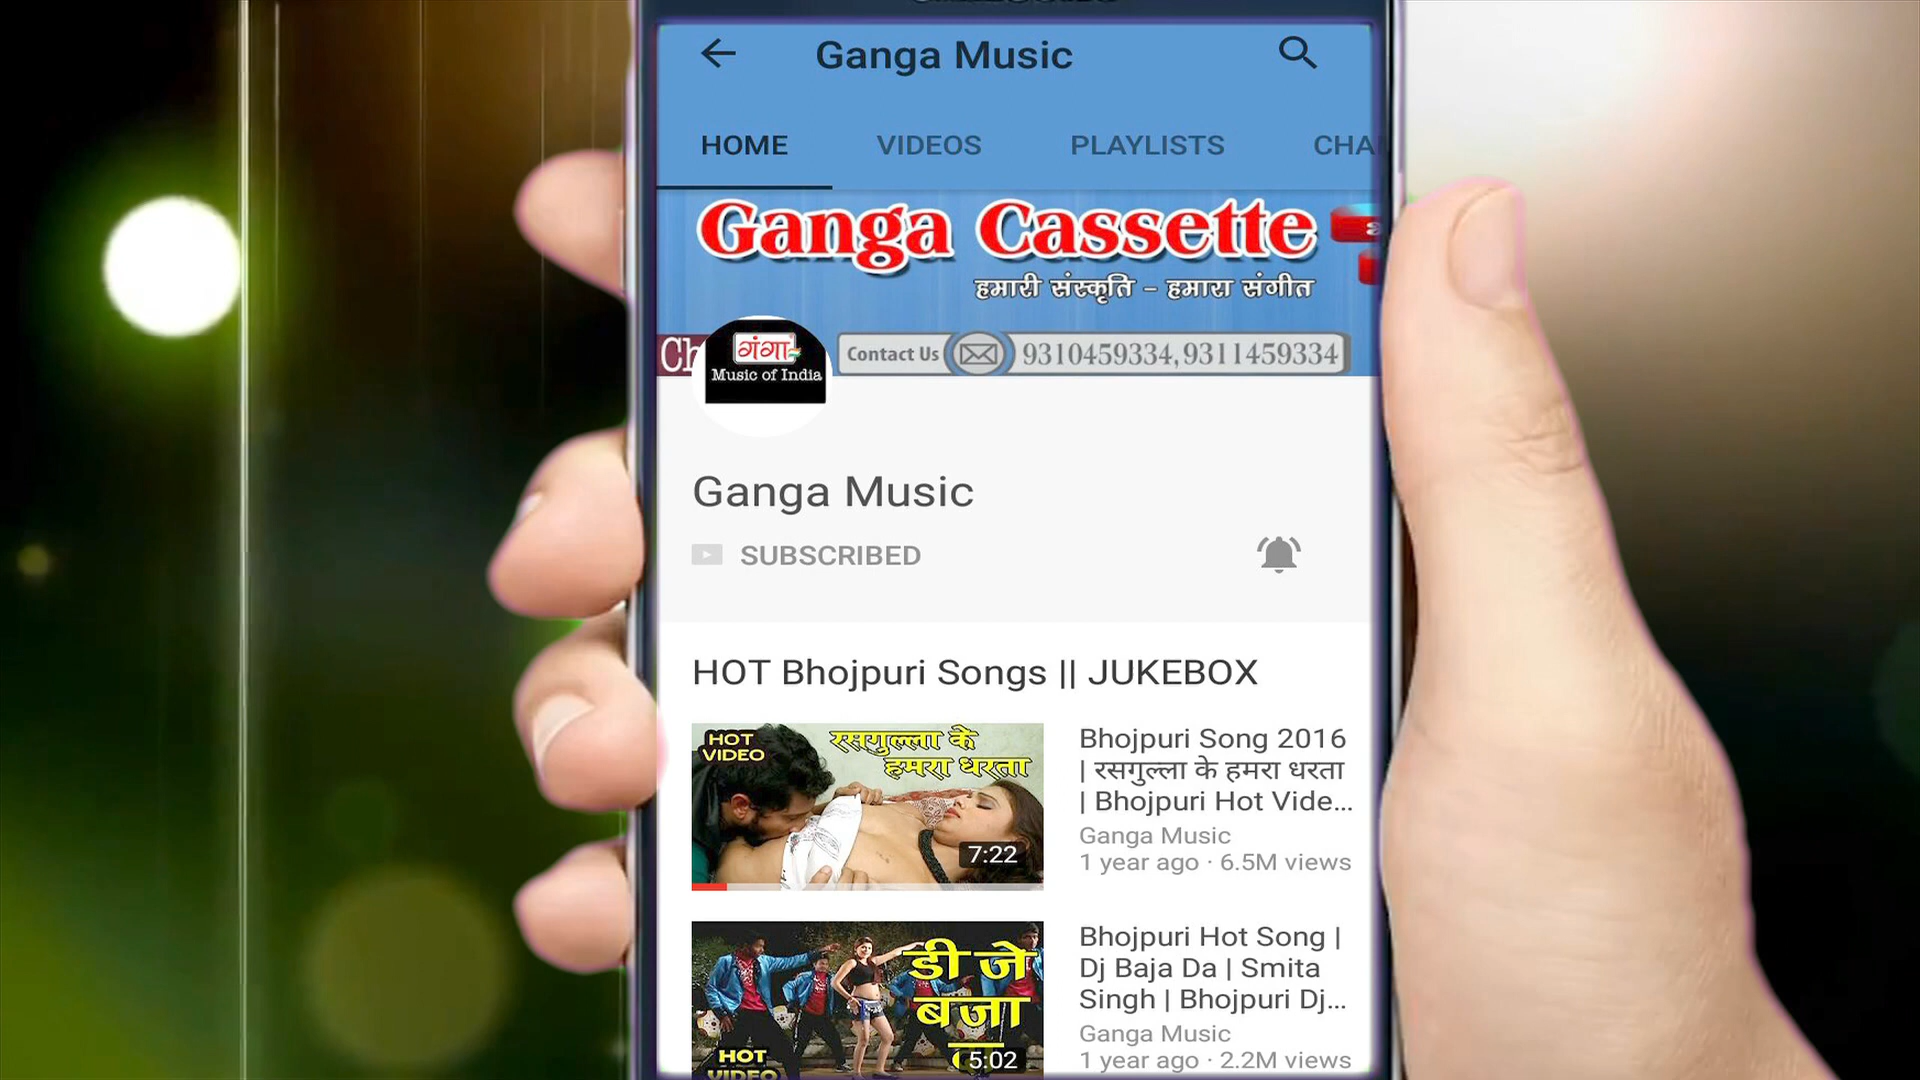 Ganga Music
HOME VIDEOS PLAYLISTS CHAN
Ganga Cassette
हमारी संस्कृति - हमारा संगीत
Ch
गंगा
Music of India
Contact Us 9310459334, 9311459334
Ganga Music
SUBSCRIBED
HOT Bhojpuri Songs || JUKEBOX
HOT
VIDEO
रसगुल्ला के
हमरा धरता
7:22
Bhojpuri Song 2016
| रसगुल्ला के हमरा धरता
| Bhojpuri Hot Vide...
Ganga Music
1 year ago · 6.5M views
डी जे
बजा
HOT
VIDEO
5:02
Bhojpuri Hot Song |
Dj Baja Da | Smita
Singh | Bhojpuri Dj...
Ganga Music
1 year ago · 2.2M views